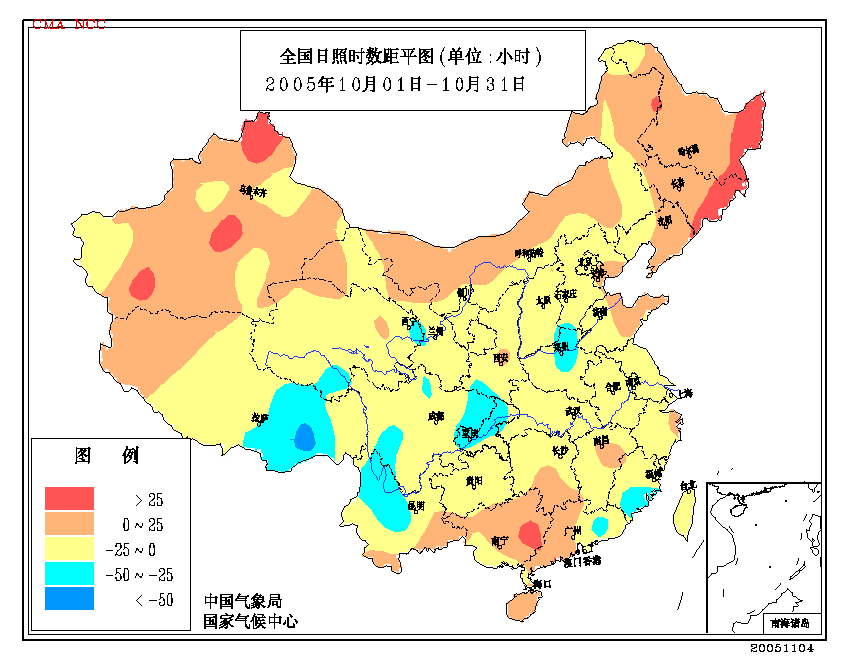 CMA NCC
全国日照时数距平图(单位:小时)
2005年10月01日-10月31日
哈尔滨
长春
乌鲁木齐
沈阳
呼和浩特
北京
天津
银川
太原
石家庄
济南
西宁
兰州
郑州
西安
合肥
南京
上海
拉萨
成都
武汉
重庆
南昌
长沙
福州
贵阳
台北
昆明
南宁
广州
澳门
香港
海口
图 例
>25
0~25
-25~0
-50~-25
<-50
中国气象局
国家气候中心
南海诸岛
20051104